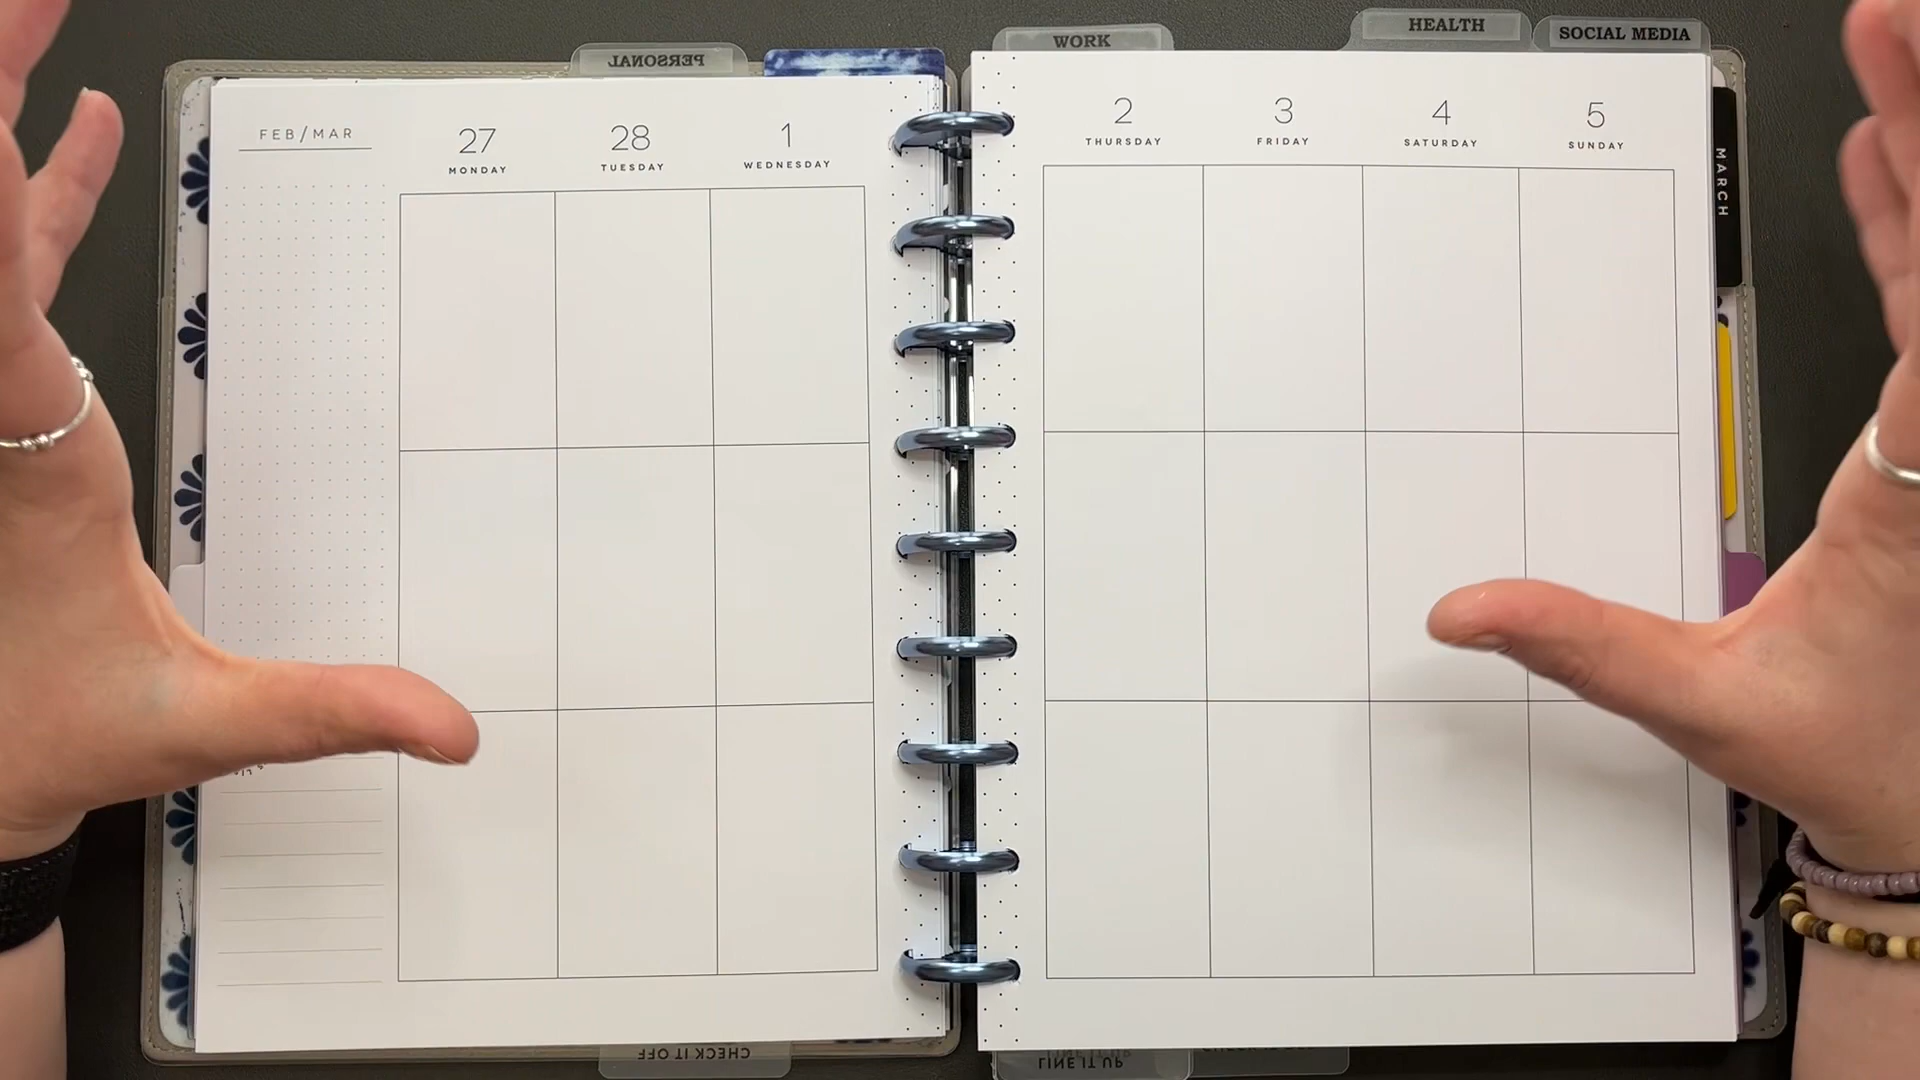 PERSONAL
WORK
HEALTH
SOCIAL MEDIA
FEB/MAR
27
MONDAY
28
TUESDAY
1
WEDNESDAY
2
THURSDAY
3
FRIDAY
4
SATURDAY
5
SUNDAY
MARCH
CHECK IT OFF
LINE IT UP